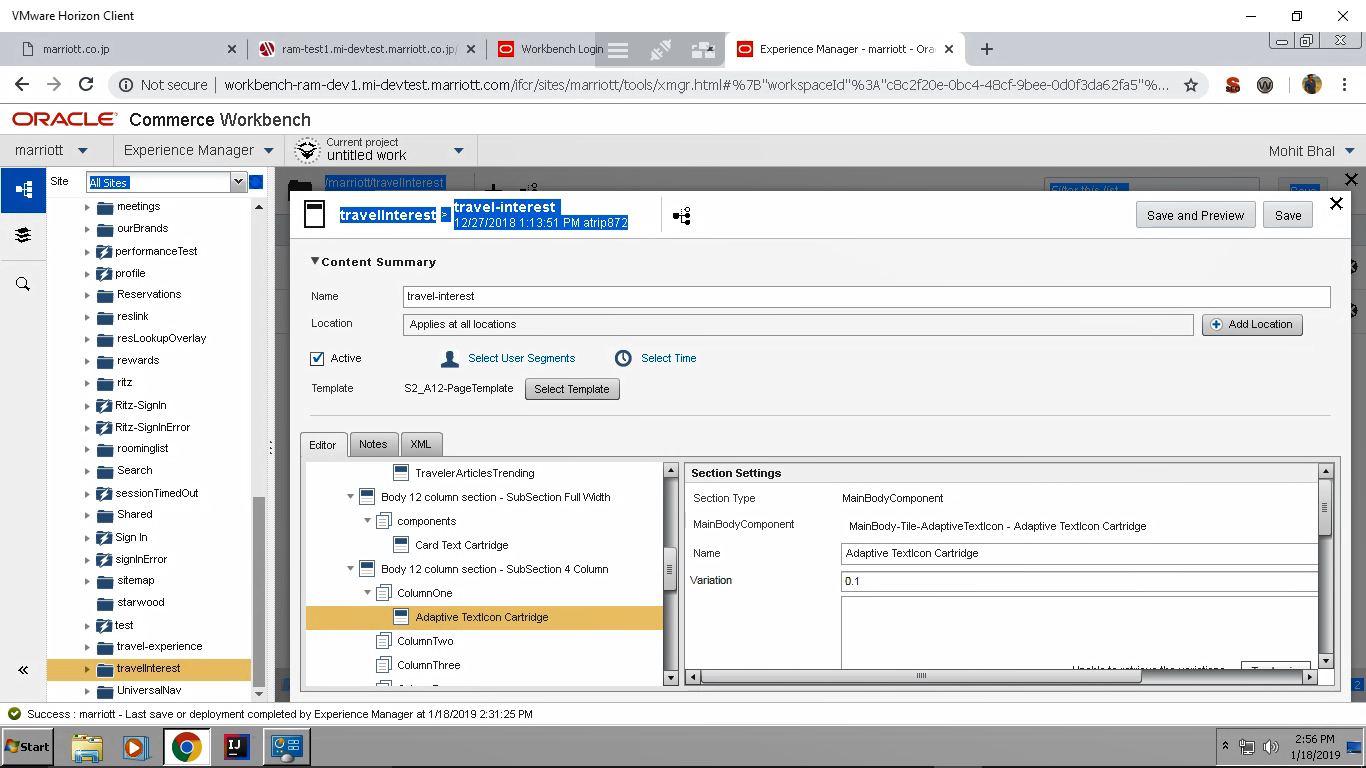 VMware Horizon Client
marriott.co.jp
ram-test1.mi-devtest.marriott.co.jp/
Workbench Login
Experience Manager - marriott - Ora
Not secure
workbench-ram-dev1.mi-devtest.marriott.com/ifcr/sites/marriott/tools/xmgr.html#%7B"workspaceId"%3A"c8c2f20e-0bc4-48cf-9bee-0d0f3da62fa5"%...
ORACLE Commerce Workbench
marriott
Experience Manager
Current project
untitled work
Mohit Bhal
Site
All Sites
/marriott/travelInterest
Filter this list...
Save
meetings
ourBrands
performanceTest
profile
Reservations
reslink
resLookupOverlay
rewards
ritz
Ritz-SignIn
Ritz-SignInError
roominglist
Search
sessionTimedOut
Shared
Sign In
signInError
sitemap
starwood
test
travel-experience
travelInterest
UniversalNav
travelInterest > travel-interest
12/27/2018 1:13:51 PM atrip872
Save and Preview
Save
Content Summary
Name
travel-interest
Location
Applies at all locations
Add Location
Active
Select User Segments
Select Time
Template
S2_A12-PageTemplate
Select Template
Editor
Notes
XML
TravelerArticlesTrending
Body 12 column section - SubSection Full Width
components
Card Text Cartridge
Body 12 column section - SubSection 4 Column
ColumnOne
Adaptive TextIcon Cartridge
ColumnTwo
ColumnThree
Section Settings
Section Type
MainBodyComponent
MainBodyComponent
MainBody-Tile-AdaptiveTextIcon - Adaptive TextIcon Cartridge
Name
Adaptive TextIcon Cartridge
Variation
0.1
Unable to retrieve the variations
2
Success : marriott - Last save or deployment completed by Experience Manager at 1/18/2019 2:31:25 PM
Start
2:56 PM
1/18/2019